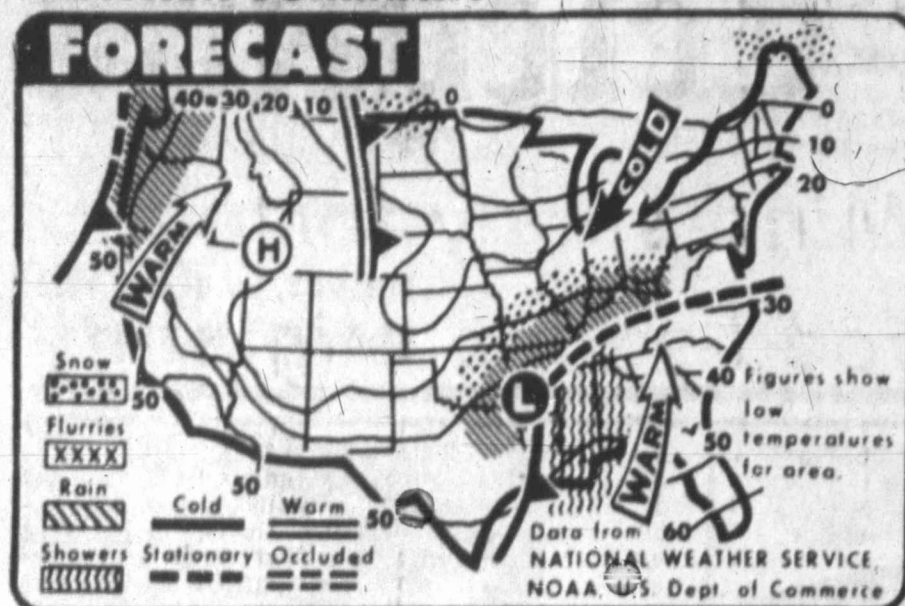 FORECAST
40 30 20 10 0
0
10
20
COLD
H
50
WARM
30
L
Snow
50
Flurries
50
Rain
Showers
Cold
Warm
Stationary
Occluded
50
WARM
40 Figures show
low
50 temperatures
for area.
Data from 60
NATIONAL WEATHER SERVICE,
NOAA, U.S. Dept. of Commerce